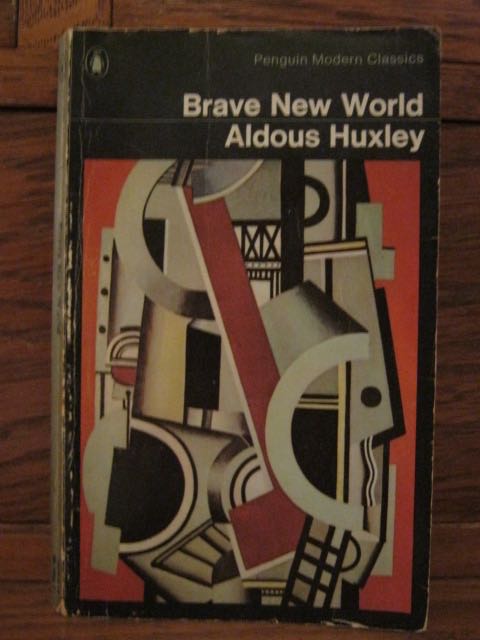 Penguin Modern Classics
Brave New World
Aldous Huxley